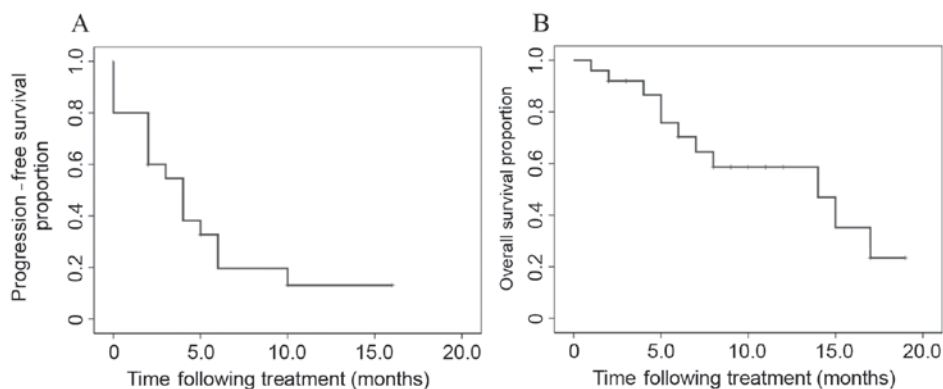 A
Progression - free survival
proportion
1.0
0.8
0.6
0.4
0.2
0
0 5.0 10.0 15.0 20.0
Time following treatment (months)
B
Overall survival proportion
1.0
0.8
0.6
0.4
0.2
0
0 5.0 10.0 15.0 20.0
Time following treatment (months)